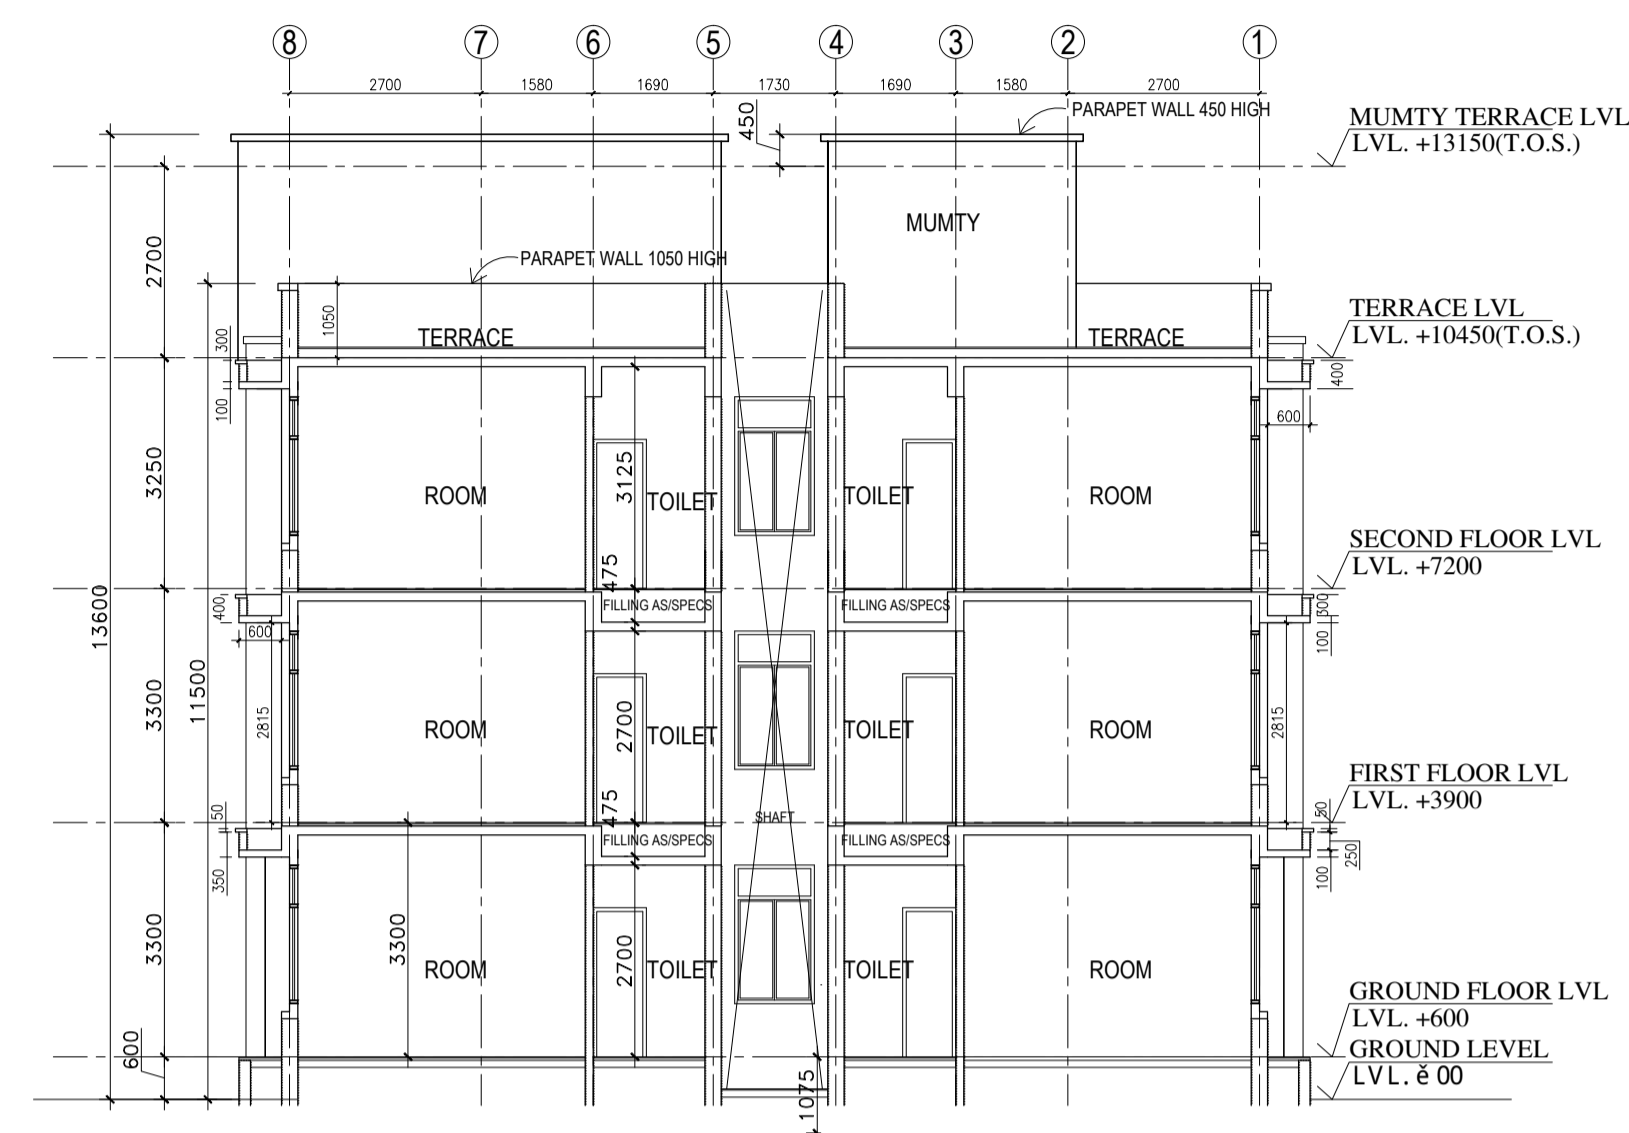 8 7 6 5 4 3 2 1
2700 1580 1690 1730 1690 1580 2700
450
PARAPET WALL 450 HIGH
MUMTY TERRACE LVL
LVL. +13150(T.O.S.)
MUMTY
2700
PARAPET WALL 1050 HIGH
1050
300
TERRACE
TERRACE
TERRACE LVL
LVL. +10450(T.O.S.)
400
100
600
3250
3125
ROOM
TOILET
TOILET
ROOM
SECOND FLOOR LVL
LVL. +7200
475
FILLING AS/SPECS
FILLING AS/SPECS
400
300
600
100
13600
11500
3300
2815
2700
ROOM
TOILET
TOILET
ROOM
2815
FIRST FLOOR LVL
LVL. +3900
475
50
SHAFT
50
FILLING AS/SPECS
FILLING AS/SPECS
350
100
250
3300
3300
2700
ROOM
TOILET
TOILET
ROOM
GROUND FLOOR LVL
LVL. +600
600
GROUND LEVEL
LVL. ě 00
1075